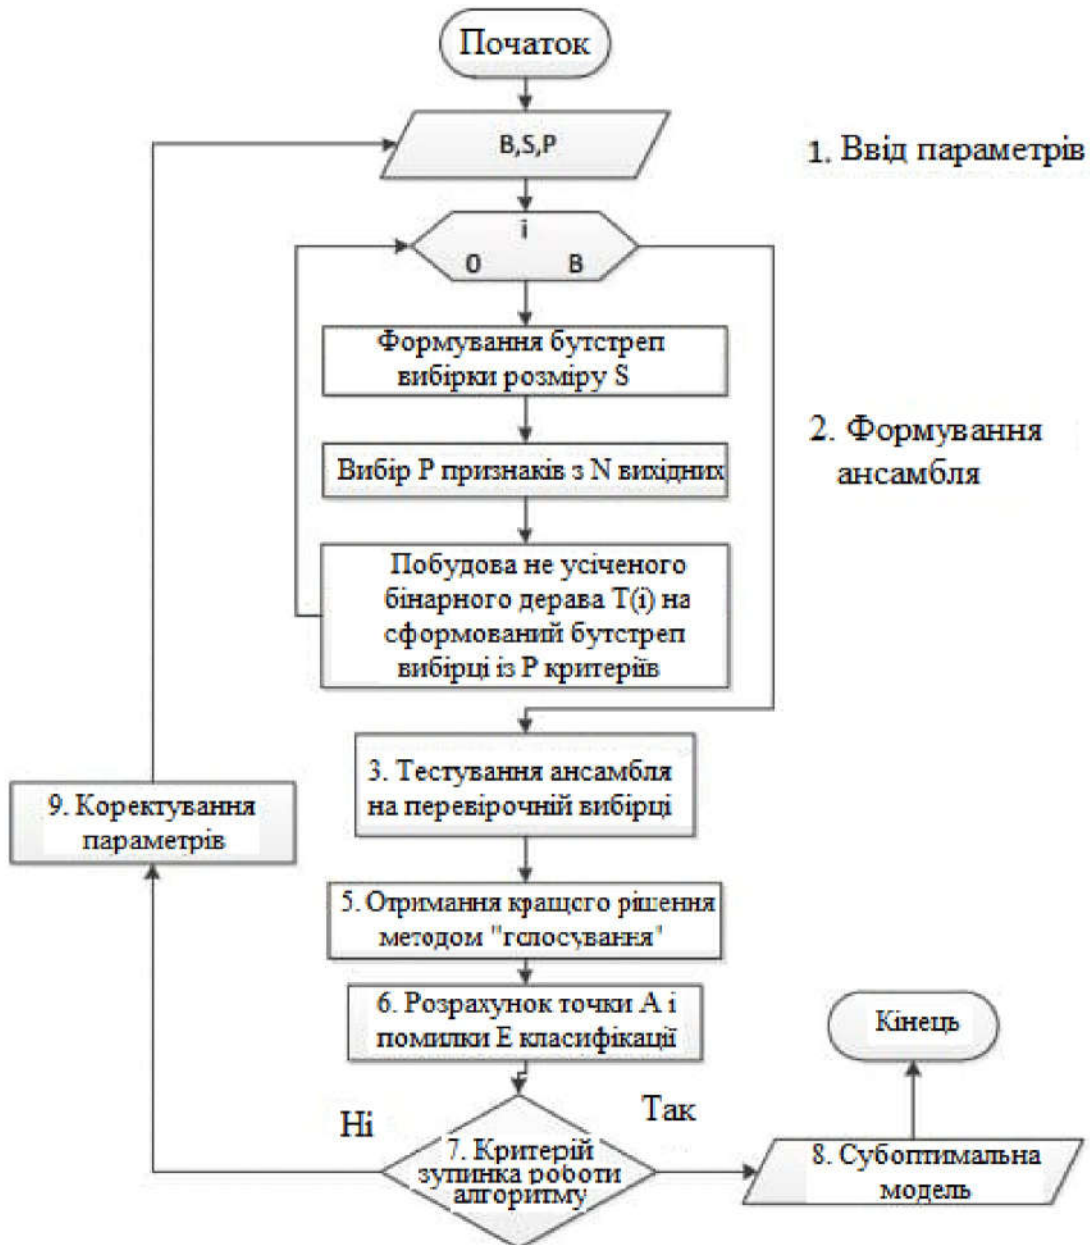 Початок
B,S,P
1. Ввід параметрів
i
0 B
Формування бутстреп
вибірки розміру S
2. Формування
ансамбля
Вибір P признаків з N вихідних
Побудова не усіченого
бінарного дерава T(i) на
сформований бутстреп
вибірці із P критеріїв
3. Тестування ансамбля
на перевірочній вибірці
9. Коректування
параметрів
5. Отримання кращого рішення
методом "голосування"
6. Розрахунок точки A і
помилки E класифікації
Кінець
Ні
Так
7. Критерій
зупинка роботи
алгоритму
8. Субоптимальна
модель